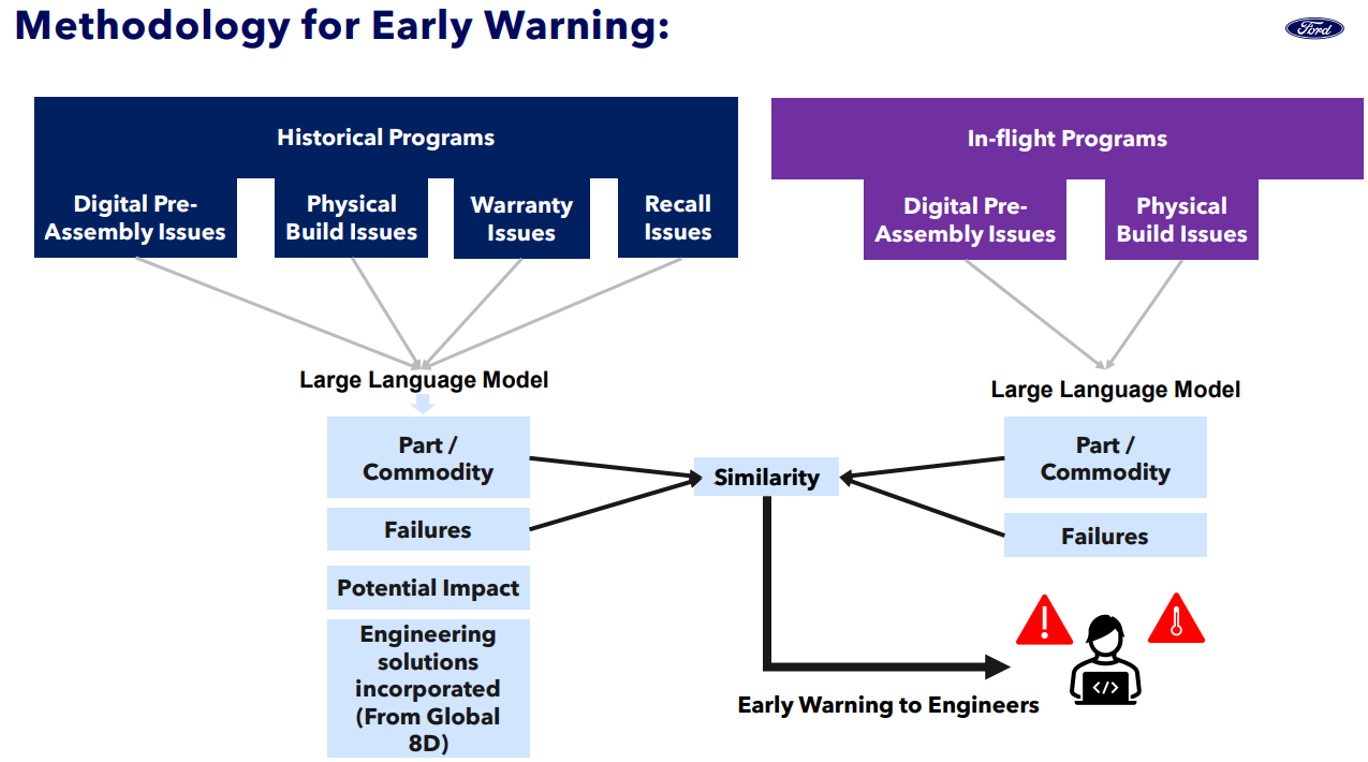 Methodology for Early Warning:
Ford
Historical Programs
Digital Pre-
Assembly Issues
Physical
Build Issues
Warranty
Issues
Recall
Issues
In-flight Programs
Digital Pre-
Assembly Issues
Physical
Build Issues
Large Language Model
Part /
Commodity
Failures
Potential Impact
Engineering
solutions
incorporated
(From Global
8D)
Similarity
Large Language Model
Part /
Commodity
Failures
</>
Early Warning to Engineers